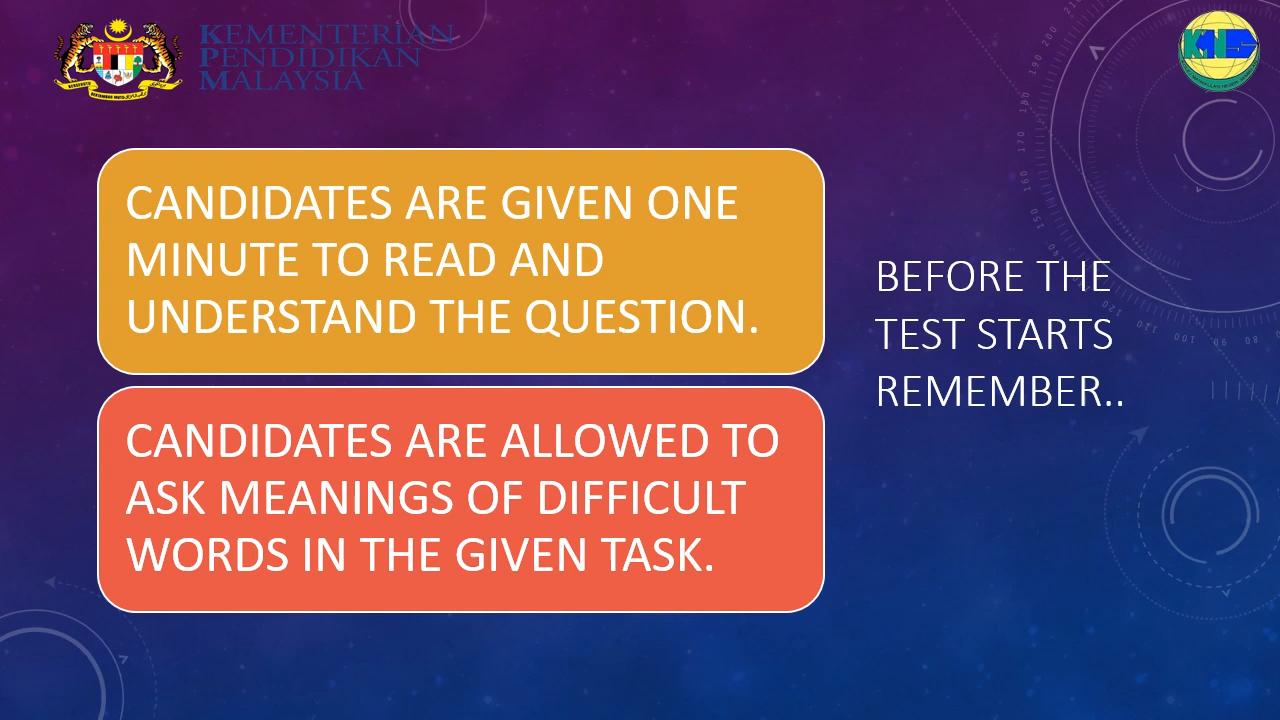 KEMENTERIAN
PENDIDIKAN
MALAYSIA
CANDIDATES ARE GIVEN ONE
MINUTE TO READ AND
UNDERSTAND THE QUESTION.
CANDIDATES ARE ALLOWED TO
ASK MEANINGS OF DIFFICULT
WORDS IN THE GIVEN TASK.
BEFORE THE
TEST STARTS
REMEMBER..